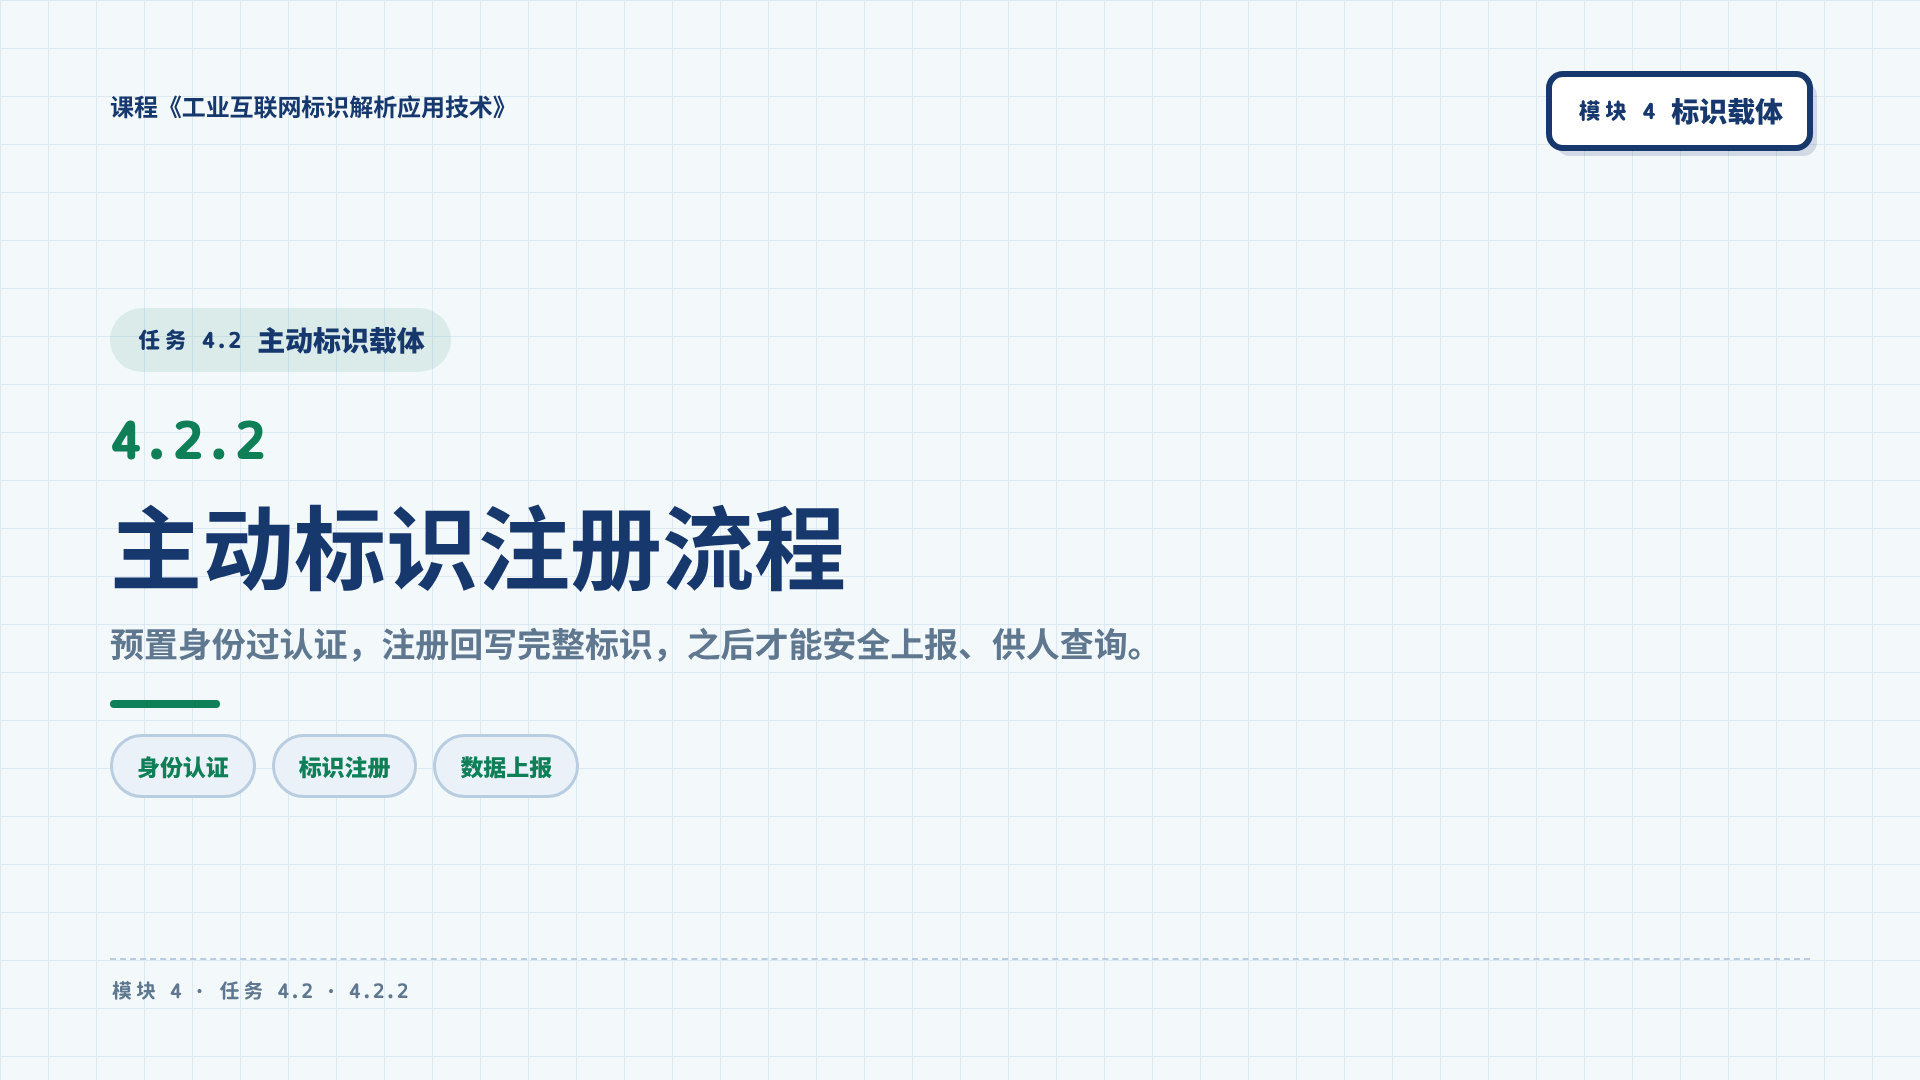 课程《工业互联网标识解析应用技术》
模块 4 标识载体
任务 4.2 主动标识载体
4.2.2
主动标识注册流程
预置身份过认证，注册回写完整标识，之后才能安全上报、供人查询。
身份认证
标识注册
数据上报
模块 4 · 任务 4.2 · 4.2.2